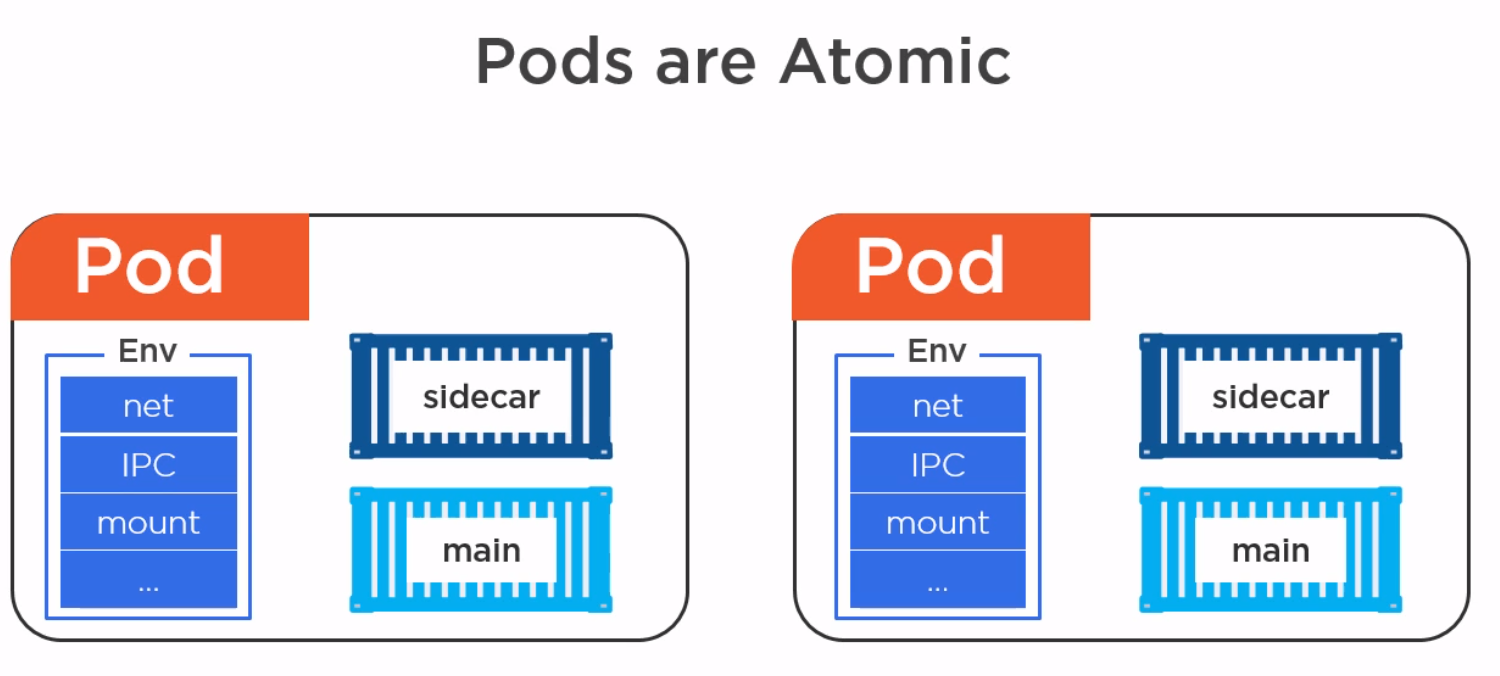 Pods are Atomic
Pod
Env
net
IPC
mount
...
sidecar
main
Pod
Env
net
IPC
mount
...
sidecar
main